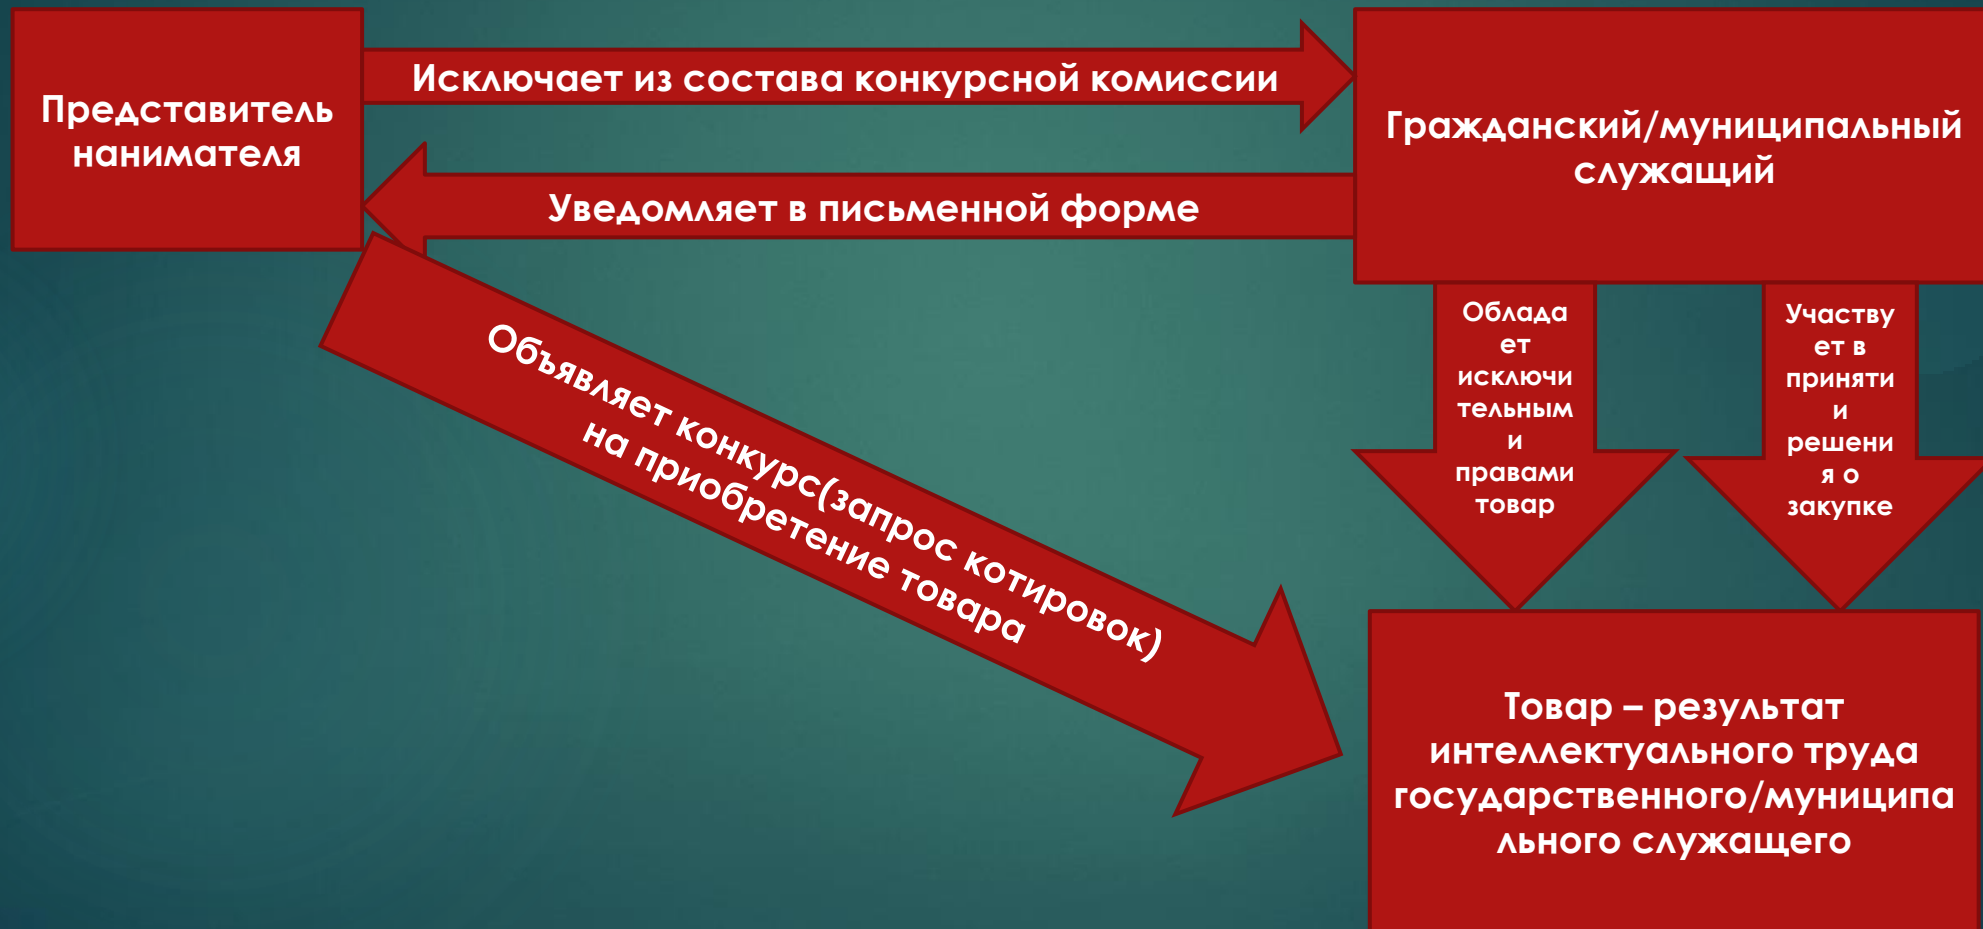 Представитель
нанимателя
Исключает из состава конкурсной комиссии
Гражданский/муниципальный
служащий
Уведомляет в письменной форме
Объявляет конкурс(запрос котировок)
на приобретение товара
Облада
ет
исключи
тельным
и
правами
товар
Участву
ет в
приняти
и
решени
я о
закупке
Товар – результат
интеллектуального труда
государственного/муниципа
льного служащего